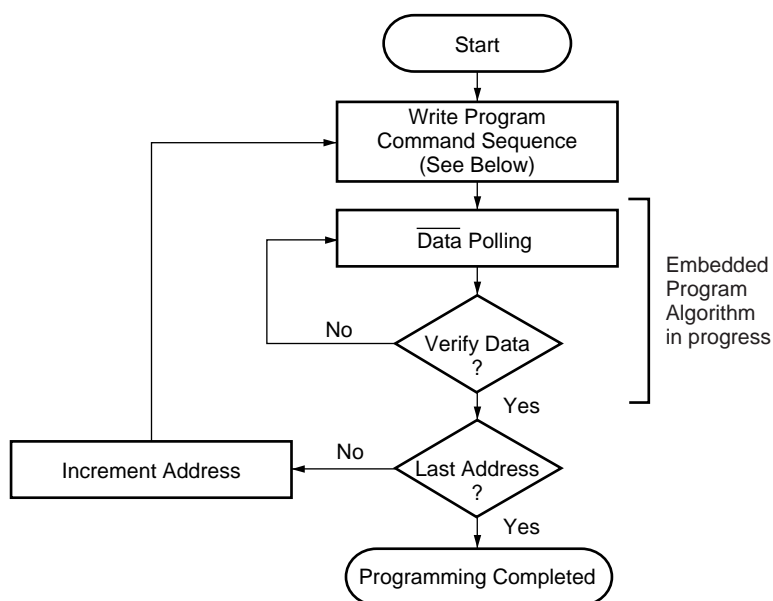 Start
Write Program
Command Sequence
(See Below)
Data Polling
Embedded
Program
Algorithm
in progress
No
Verify Data
?
Yes
Increment Address
No
Last Address
?
Yes
Programming Completed